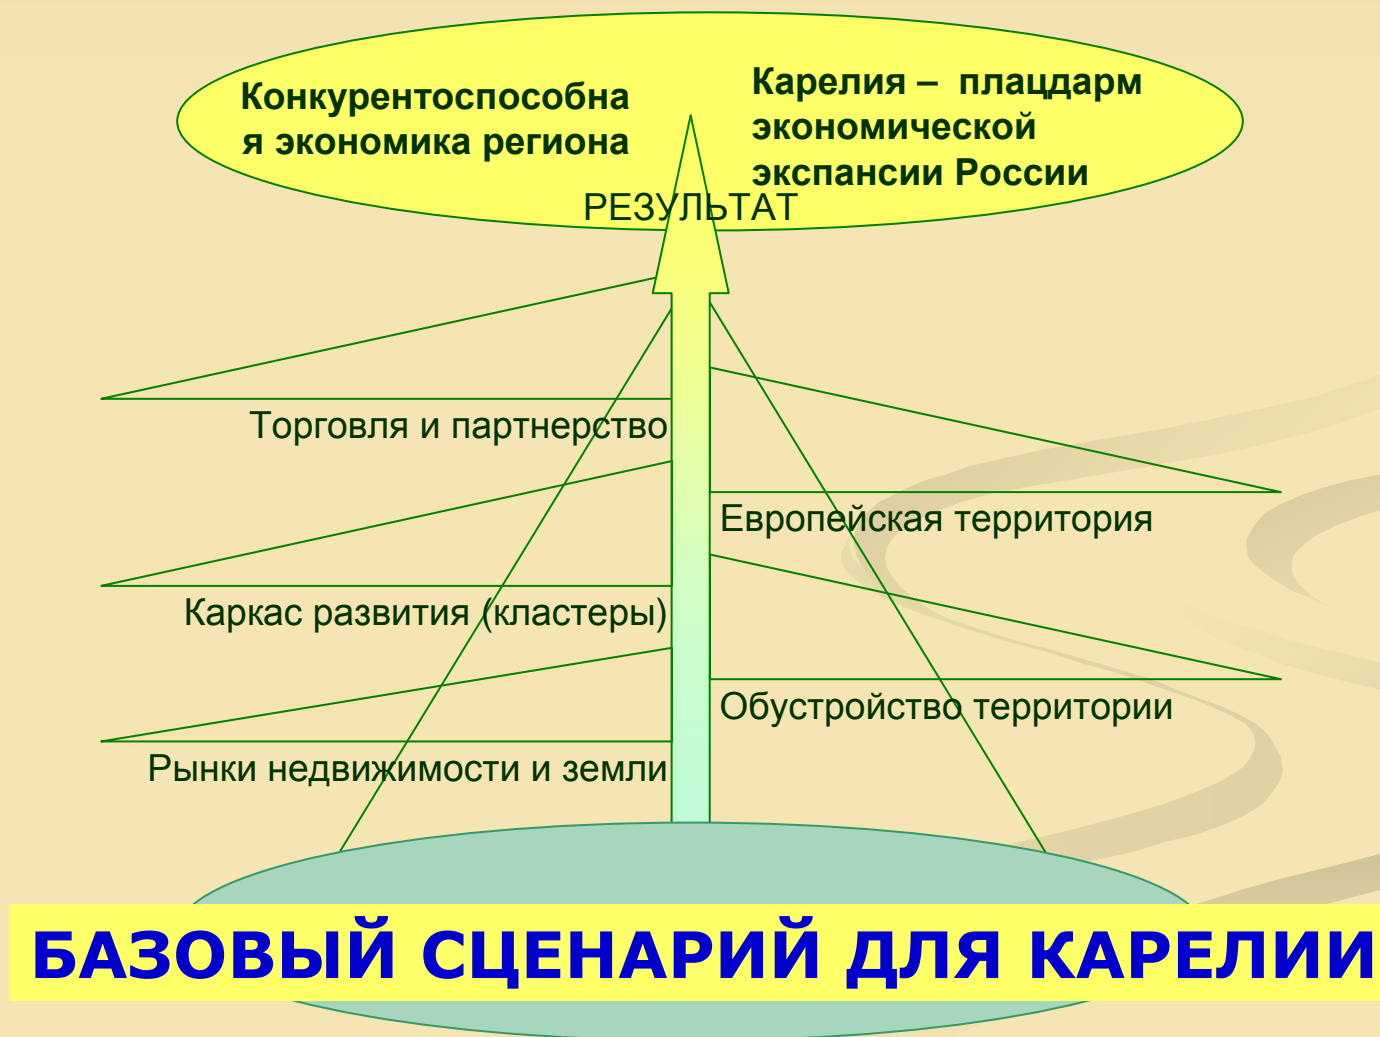 Конкурентоспособна
я экономика региона
Карелия – плацдарм
экономической
экспансии России
РЕЗУЛЬТАТ
Торговля и партнерство
Европейская территория
Каркас развития (кластеры)
Обустройство территории
Рынки недвижимости и земли
БАЗОВЫЙ СЦЕНАРИЙ ДЛЯ КАРЕЛИИ